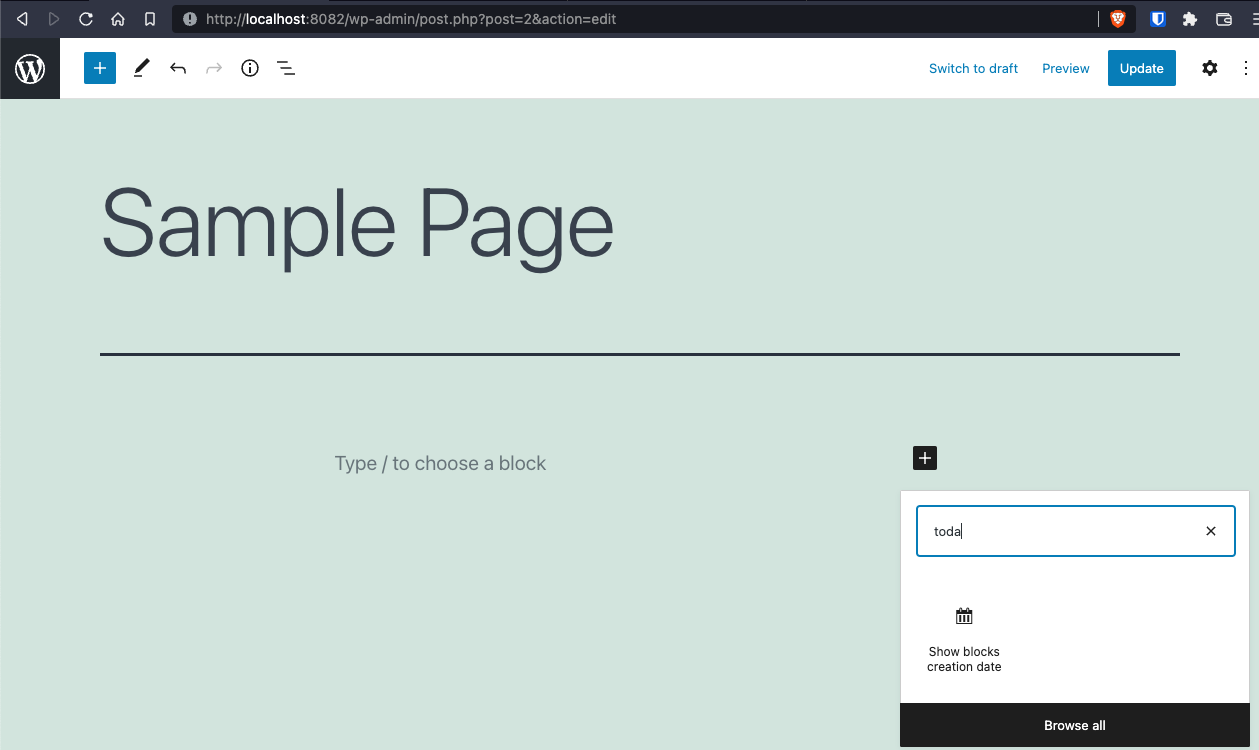 http://localhost:8082/wp-admin/post.php?post=2&action=edit
Switch to draft
Preview
Update
Sample Page
Type / to choose a block
toda
Show blocks
creation date
Browse all